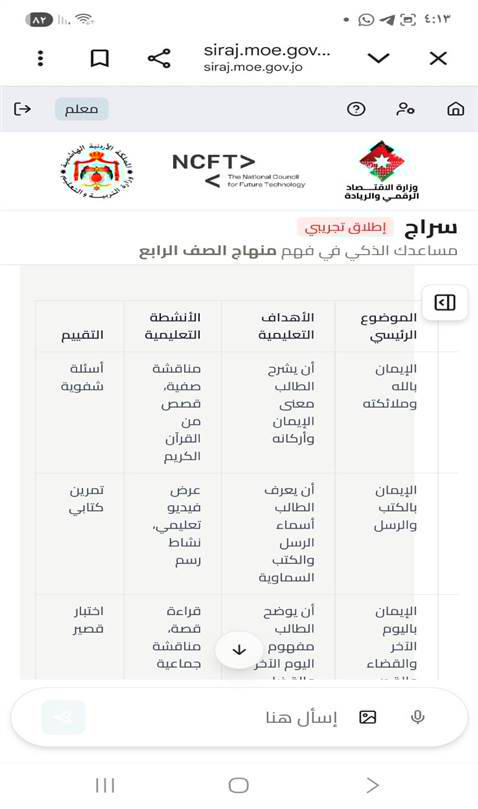 ٤:١٣
٨٢
siraj.moe.gov...
siraj.moe.gov.jo
معلم
المملكة الأردنية الهاشمية
وزارة التربية والتعليم
NCFT>
<
The National Council
for Future Technology
وزارة الاقتـــصاد
الرقمـي والريادة
سراج
إطلاق تجريبي
مساعدك الذكي في فهم منهاج الصف الرابع
الموضوع
الرئيسي
الأهداف
التعليمية
الأنشطة
التعليمية
التقييم
الإيمان
بالله
وملائكته
أن يشرح
الطالب
معنى
الإيمان
وأركانه
مناقشة
صفية،
قصص
من
القرآن
الكريم
أسئلة
شفوية
الإيمان
بالكتب
والرسل
أن يعرف
الطالب
أسماء
الرسل
والكتب
السماوية
عرض
فيديو
تعليمي،
نشاط
رسم
تمرين
كتابي
الإيمان
باليوم
الآخر
والقضاء
أن يوضح
الطالب
مفهوم
اليوم الآخر
قراءة
قصة،
مناقشة
جماعية
اختبار
قصير
إسأل هنا